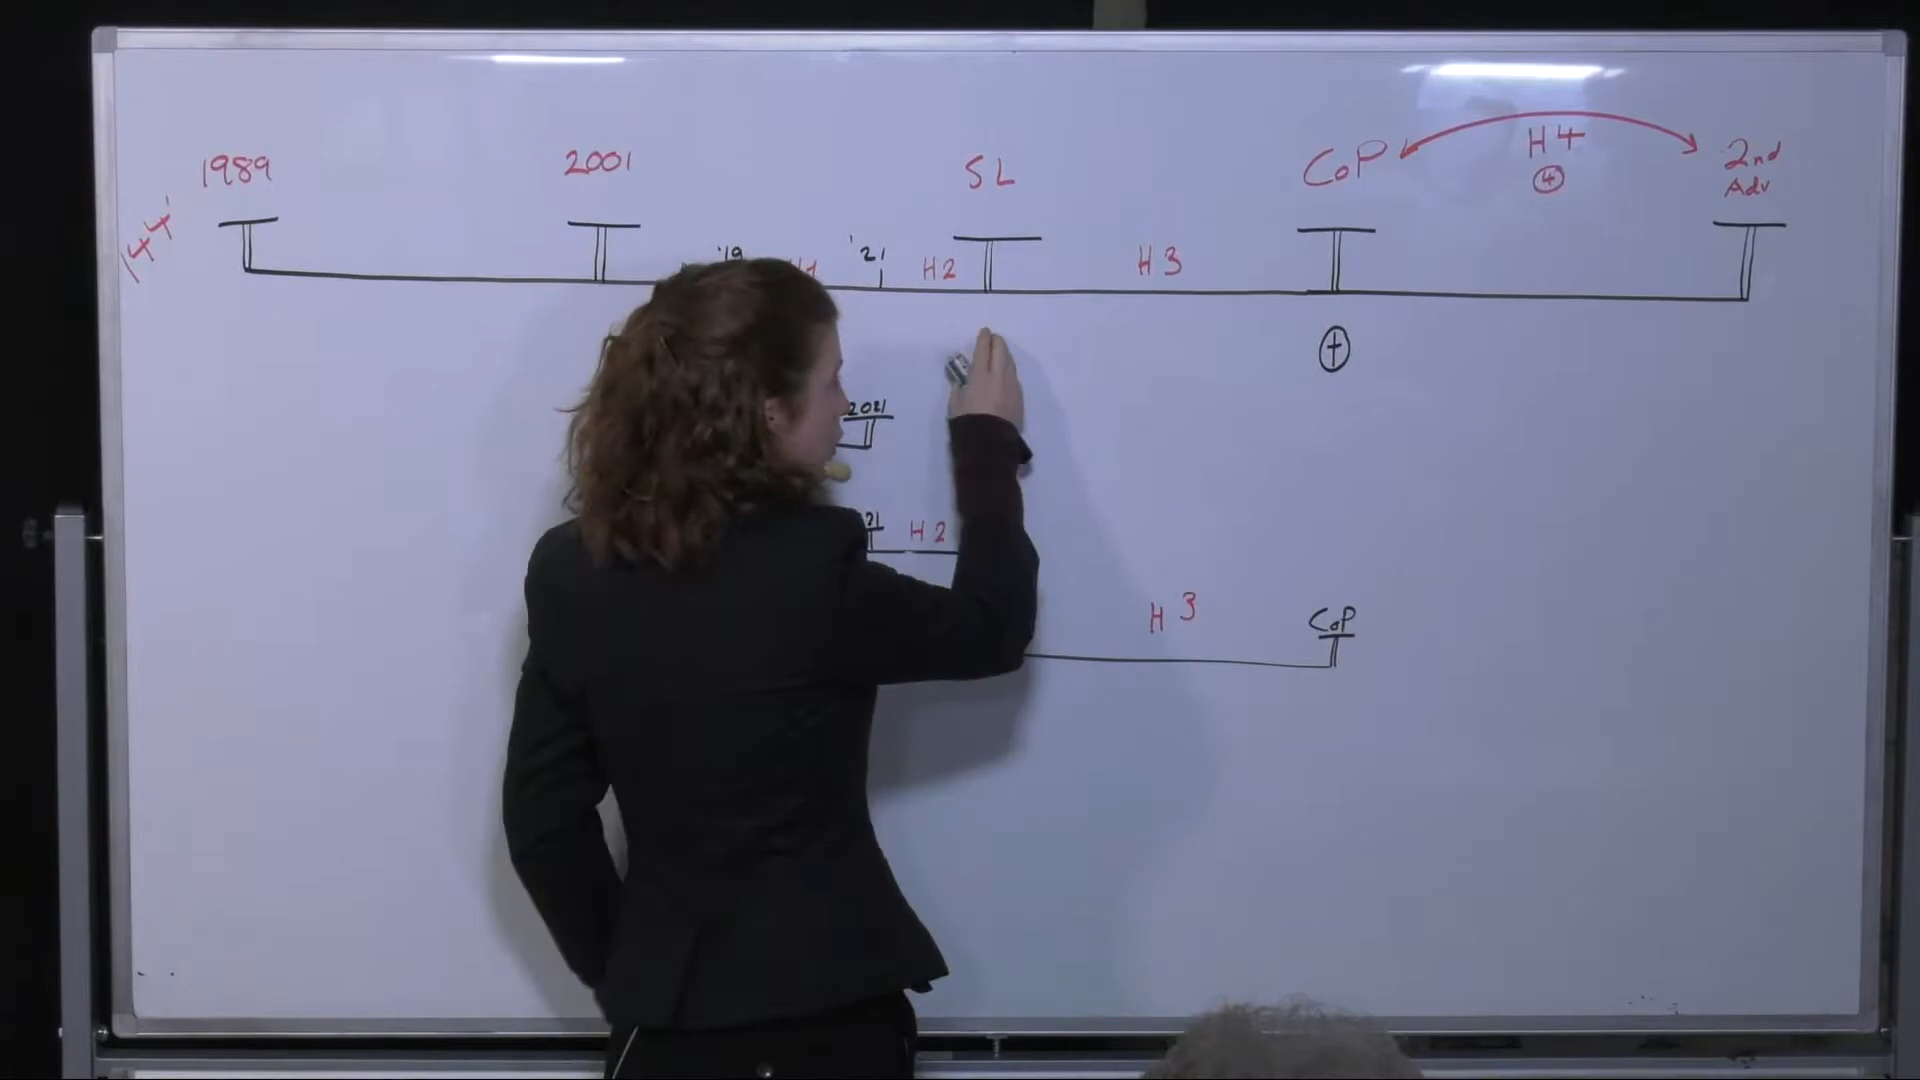 1989
2001
SL
CoP
H4
④
2nd
Adv
144'
'19
'21
H2
H3
2021
21
H2
H3
CoP